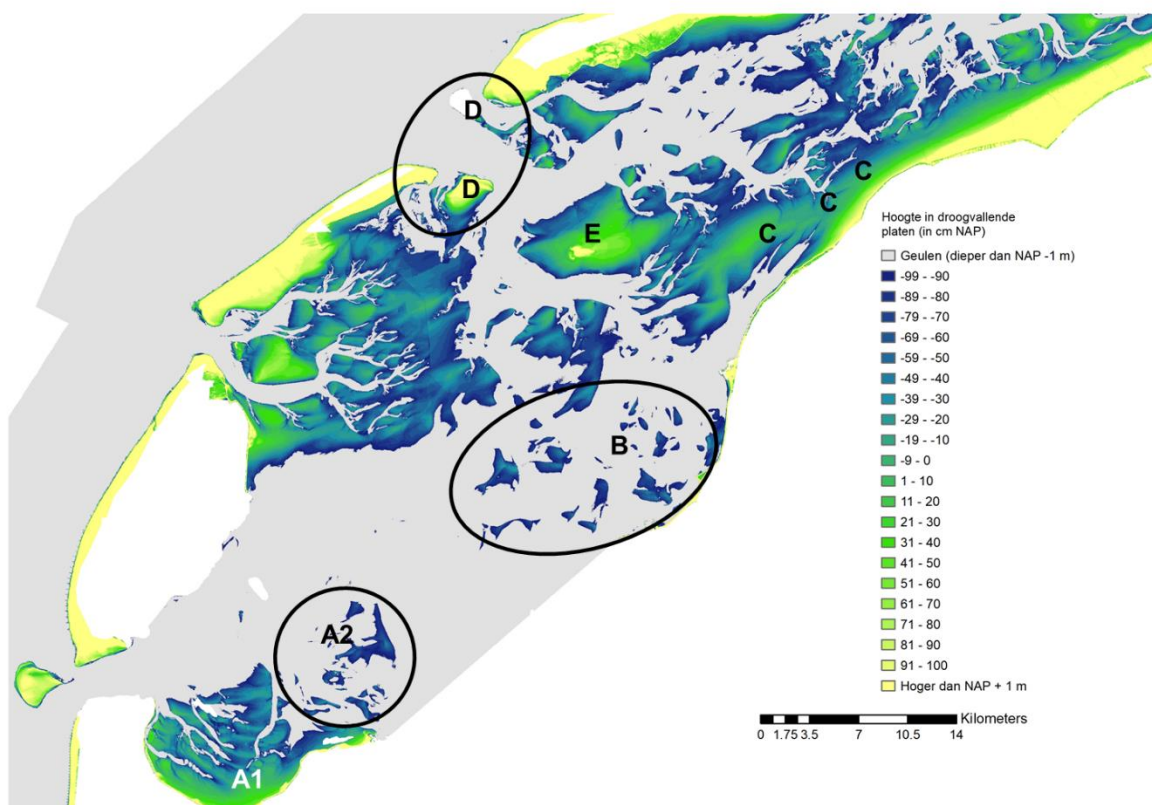 D
D
C
C
C
E
B
A2
A1
Hoogte in droogvallende
platen (in cm NAP)
Geulen (dieper dan NAP -1 m)
-99 - -90
-89 - -80
-79 - -70
-69 - -60
-59 - -50
-49 - -40
-39 - -30
-29 - -20
-19 - -10
-9 - 0
1 - 10
11 - 20
21 - 30
31 - 40
41 - 50
51 - 60
61 - 70
71 - 80
81 - 90
91 - 100
Hoger dan NAP + 1 m
Kilometers
0 1.75 3.5 7 10.5 14